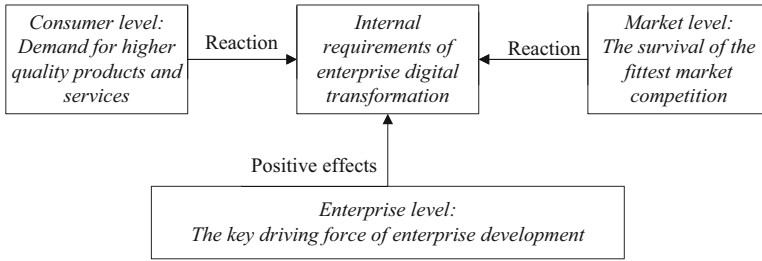 Consumer level:
Demand for higher
quality products and
services
Reaction
Internal
requirements of
enterprise digital
transformation
Reaction
Market level:
The survival of the
fittest market
competition
Positive effects
Enterprise level:
The key driving force of enterprise development